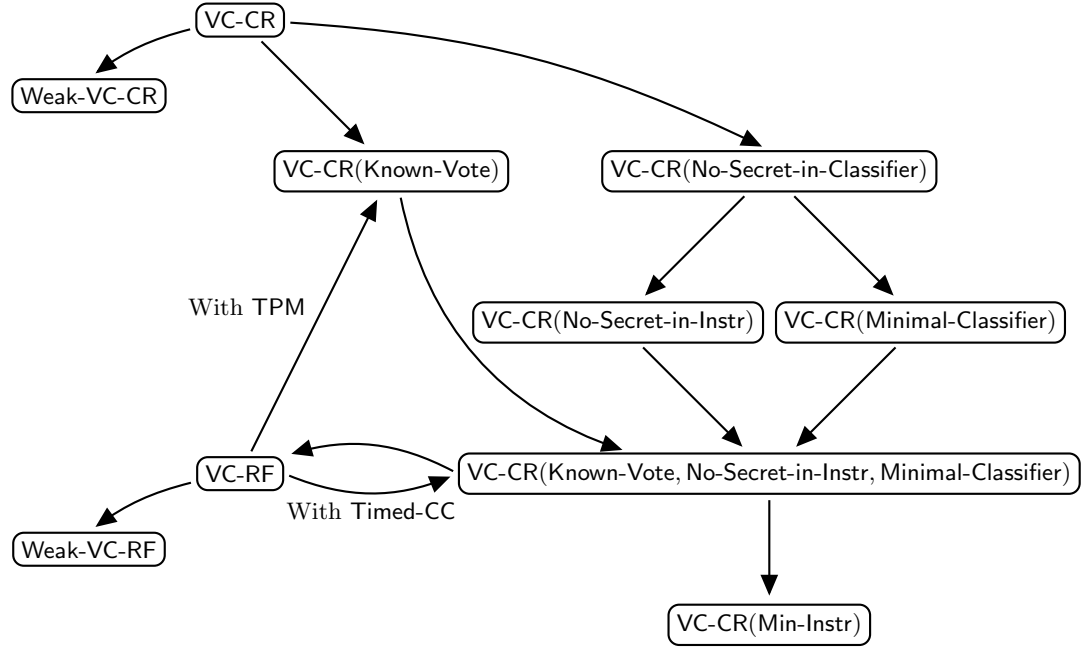 VC-CR
Weak-VC-CR
VC-CR(Known-Vote)
VC-CR(No-Secret-in-Classifier)
With TPM
VC-CR(No-Secret-in-Instr)
VC-CR(Minimal-Classifier)
VC-RF
VC-CR(Known-Vote, No-Secret-in-Instr, Minimal-Classifier)
With Timed-CC
Weak-VC-RF
VC-CR(Min-Instr)